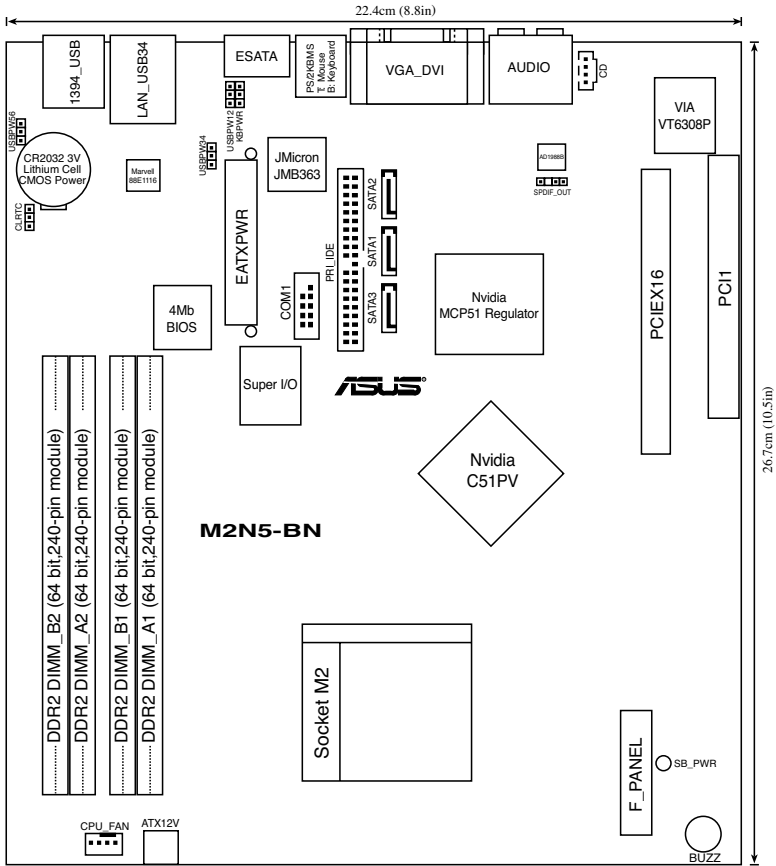 22.4cm (8.8in)
1394_USB
LAN_USB34
ESATA
PS/2KBMS
T: Mouse
B: Keyboard
VGA_DVI
AUDIO
CD
VIA
VT6308P
USBPW56
USBPW12
KBPWR
USBPW34
CR2032 3V
Lithium Cell
CMOS Power
Marvell
88E1116
JMicron
JMB363
AD1988B
SPDIF_OUT
CLRTC
EATXPWR
PRI_IDE
SATA2
SATA1
SATA3
COM1
4Mb
BIOS
Nvidia
MCP51 Regulator
PCIEX16
PCI1
Super I/O
ASUS
26.7cm (10.5in)
Nvidia
C51PV
M2N5-BN
DDR2 DIMM_B2 (64 bit,240-pin module)
DDR2 DIMM_A2 (64 bit,240-pin module)
DDR2 DIMM_B1 (64 bit,240-pin module)
DDR2 DIMM_A1 (64 bit,240-pin module)
Socket M2
F_PANEL
SB_PWR
CPU_FAN
ATX12V
BUZZ